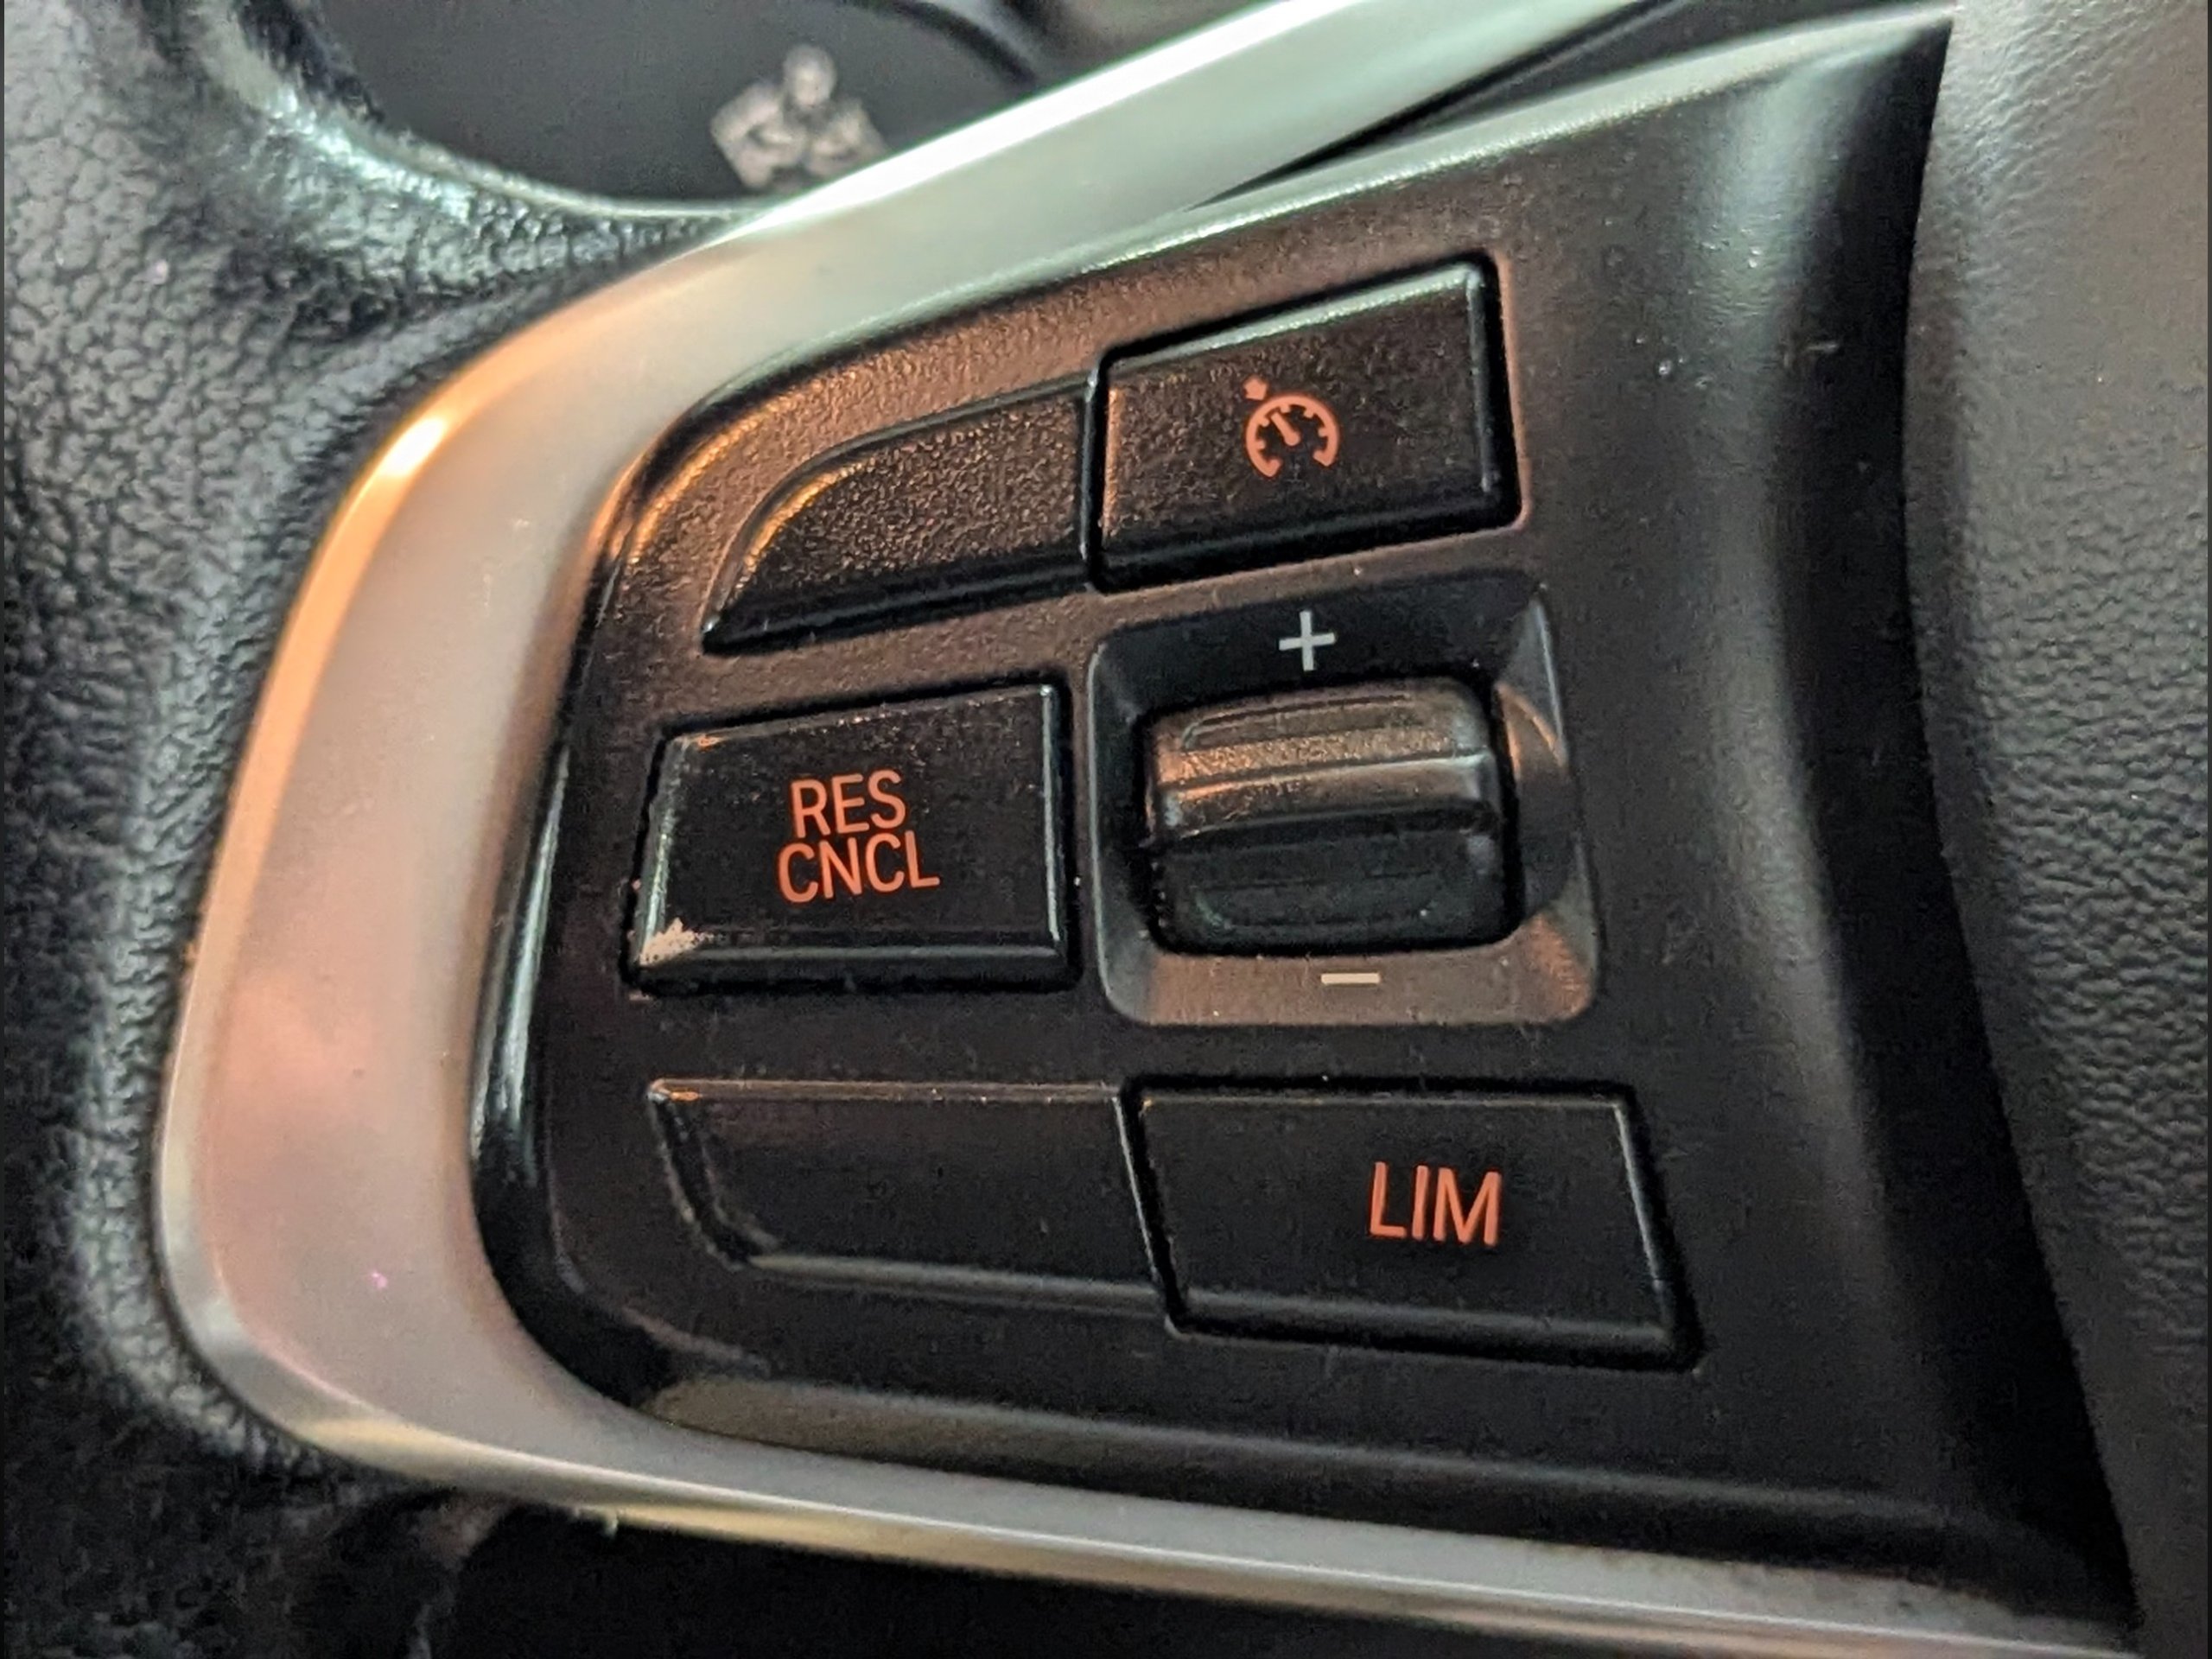 +
RES
CNCL
−
LIM